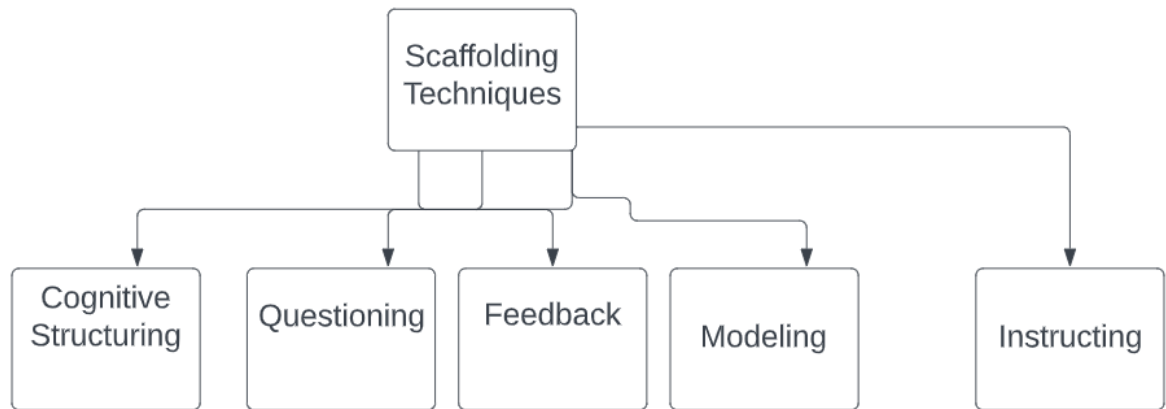 Scaffolding
Techniques
Cognitive
Structuring
Questioning
Feedback
Modeling
Instructing